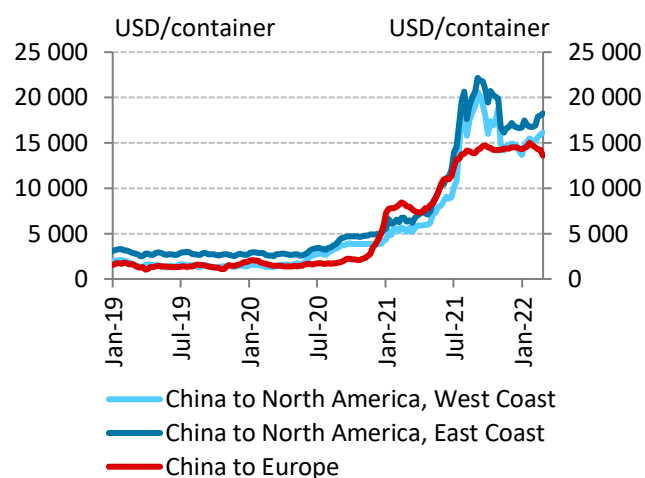 USD/container USD/container
25 000 25 000
20 000 20 000
15 000 15 000
10 000 10 000
5 000 5 000
0 0
Jan-19 Jul-19 Jan-20 Jul-20 Jan-21 Jul-21 Jan-22
China to North America, West Coast
China to North America, East Coast
China to Europe